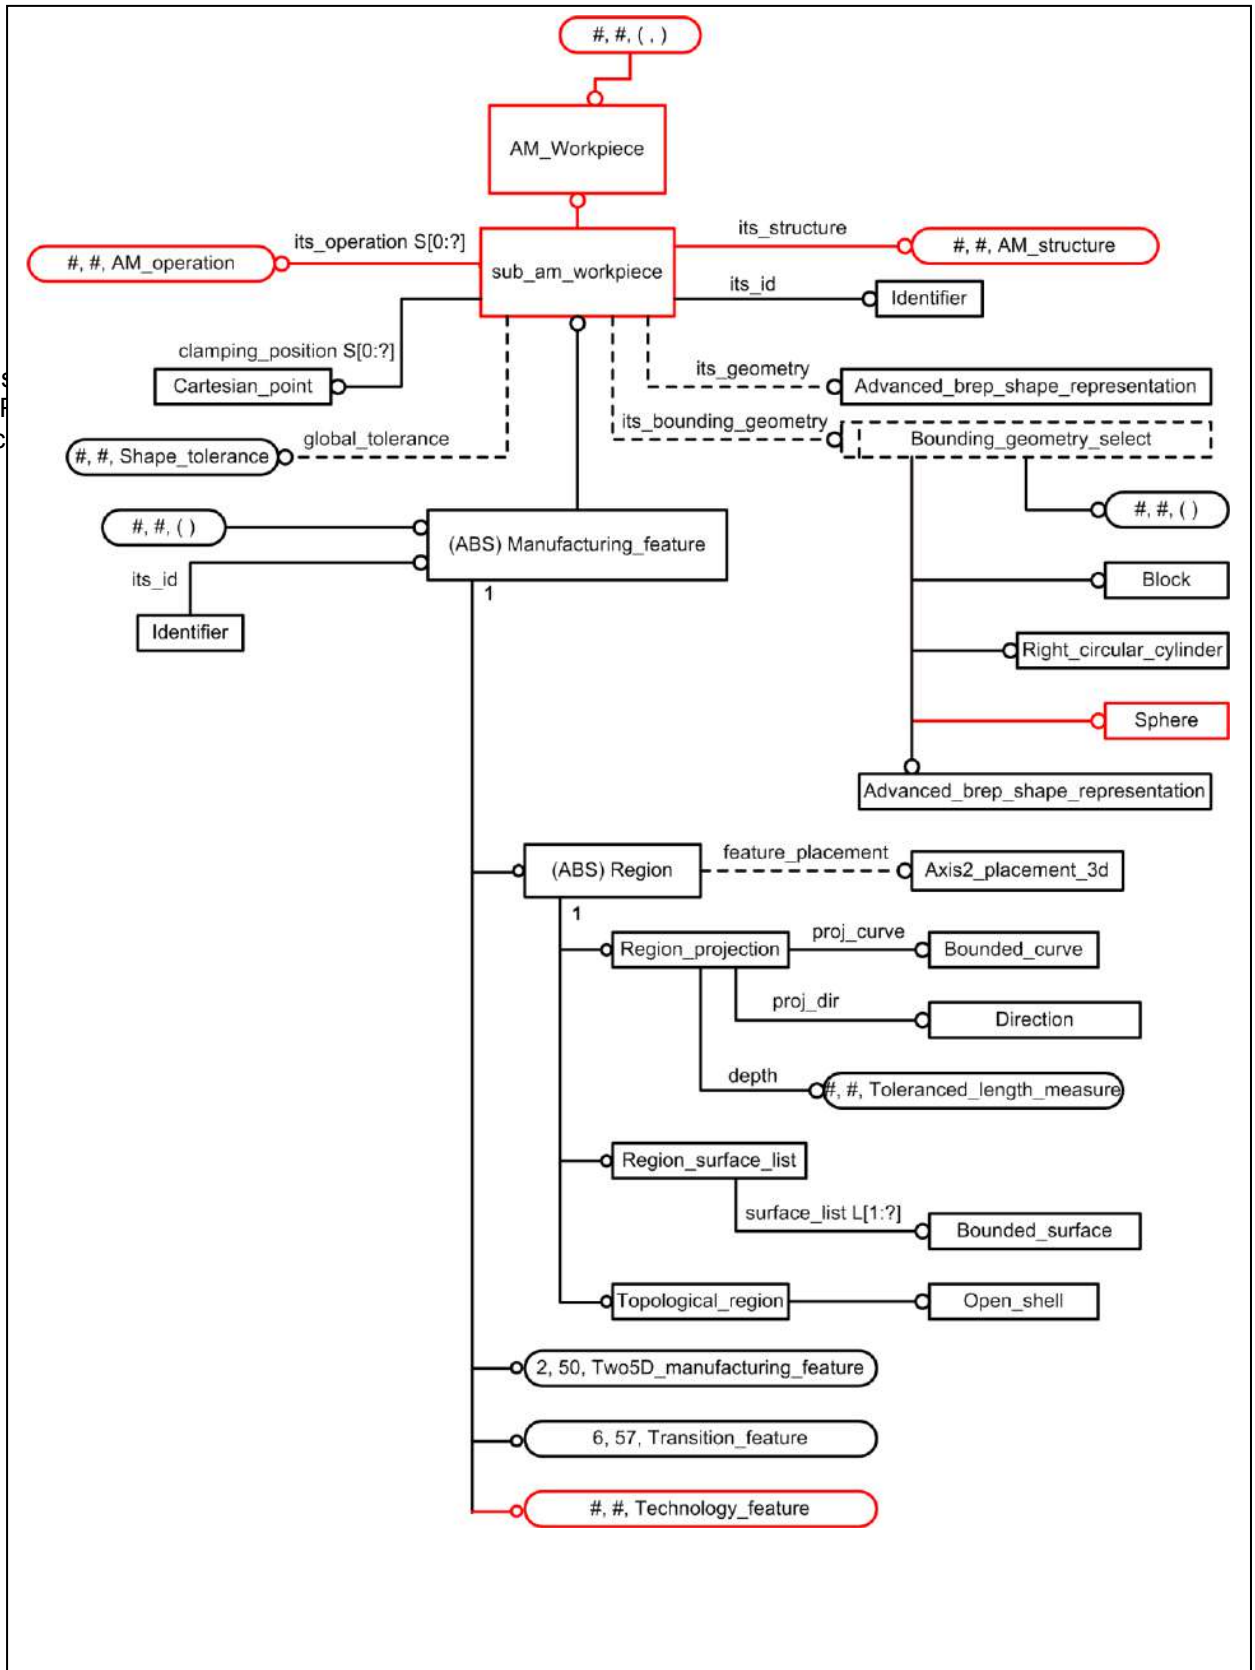 #, #, ( , )
AM_Workpiece
its_operation S[0:?]
its_structure
#, #, AM_operation
sub_am_workpiece
#, #, AM_structure
its_id
Identifier
clamping_position S[0:?]
Cartesian_point
its_geometry
Advanced_brep_shape_representation
its_bounding_geometry
Bounding_geometry_select
global_tolerance
#, #, Shape_tolerance
#, #, ( )
#, #, ( )
(ABS) Manufacturing_feature
its_id
1
Identifier
Block
Right_circular_cylinder
Sphere
Advanced_brep_shape_representation
(ABS) Region
feature_placement
Axis2_placement_3d
1
Region_projection
proj_curve
Bounded_curve
proj_dir
Direction
depth
#, #, Toleranced_length_measure
Region_surface_list
surface_list L[1:?]
Bounded_surface
Topological_region
Open_shell
2, 50, Two5D_manufacturing_feature
6, 57, Transition_feature
#, #, Technology_feature